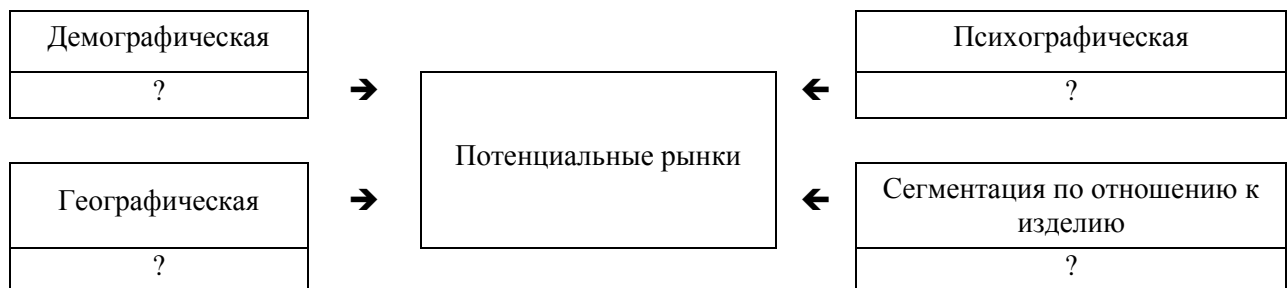 Демографическая
?
Географическая
?
Потенциальные рынки
Психографическая
?
Сегментация по отношению к
изделию
?